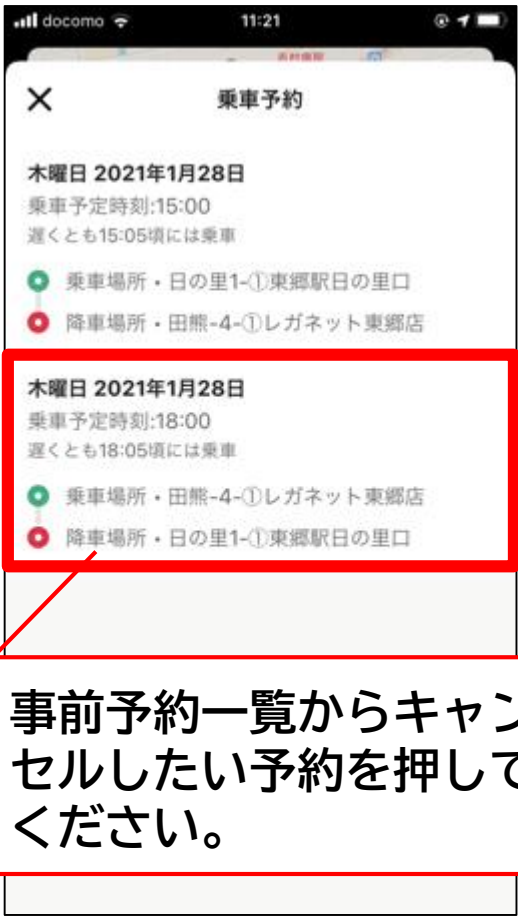 docomo 11:21
乗車予約
木曜日 2021年1月28日
乗車予定時刻:15:00
遅くとも15:05頃には乗車
乗車場所・日の里1-①東郷駅日の里口
降車場所・田熊-4-①レガネット東郷店
木曜日 2021年1月28日
乗車予定時刻:18:00
遅くとも18:05頃には乗車
乗車場所・田熊-4-①レガネット東郷店
降車場所・日の里1-①東郷駅日の里口
事前予約一覧からキャン
セルしたい予約を押して
ください。